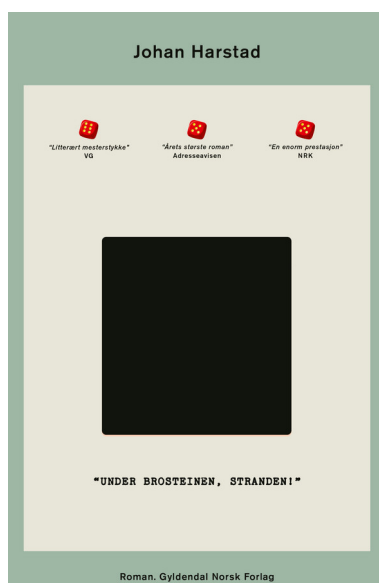 Johan Harstad
"Litterært mesterstykke" "Årets største roman" "En enorm prestasjon"
VG Adresseavisen NRK
"UNDER BROSTEINEN, STRANDEN!"
Roman. Gyldendal Norsk Forlag